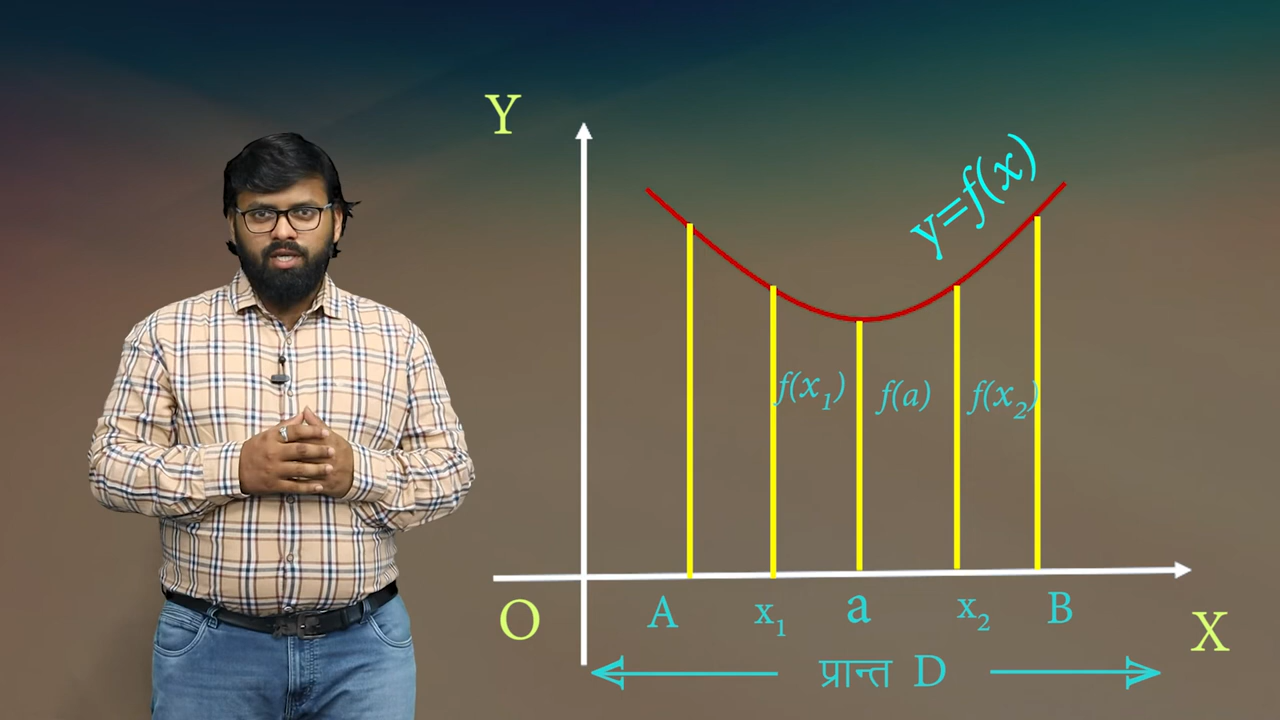 Y
y=f(x)
f(x₁) f(a) f(x₂)
O A x₁ a x₂ B X
प्रान्त D